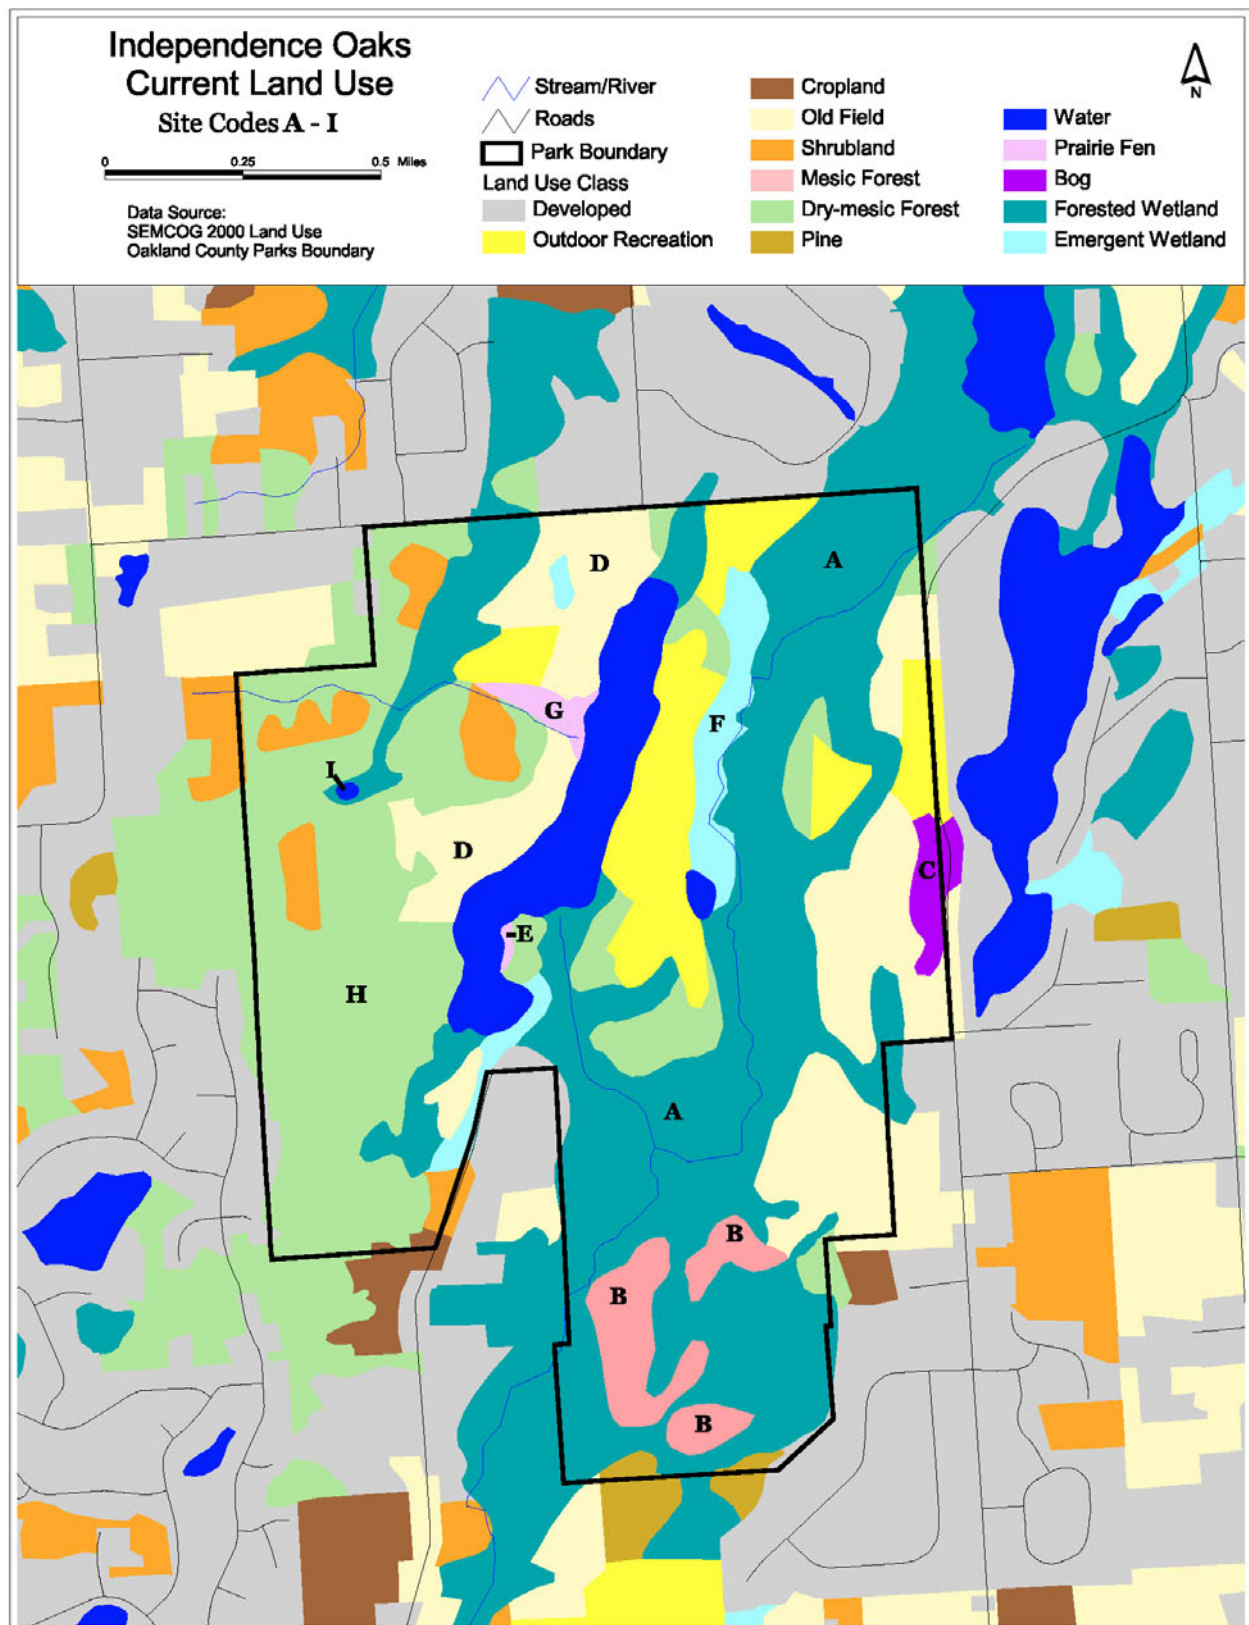 Independence Oaks
Current Land Use
Site Codes A - I
0 0.25 0.5 Miles
Data Source:
SEMCOG 2000 Land Use
Oakland County Parks Boundary
Stream/River
Roads
Park Boundary
Land Use Class
Developed
Outdoor Recreation
Cropland
Old Field
Shrubland
Mesic Forest
Dry-mesic Forest
Pine
Water
Prairie Fen
Bog
Forested Wetland
Emergent Wetland
N
D
A
G
F
I
D
C
-E
H
A
B
B
B